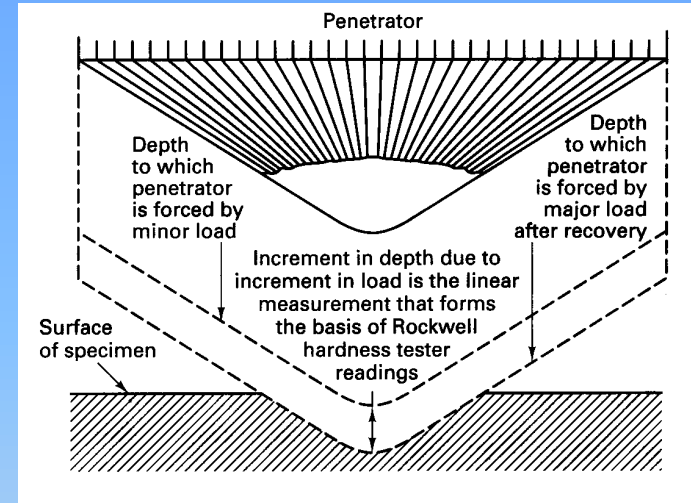 Penetrator
Depth
to which
penetrator
is forced by
minor load
Depth
to which
penetrator
is forced by
major load
after recovery
Increment in depth due to
increment in load is the linear
measurement that forms
the basis of Rockwell
hardness tester
readings
Surface
of specimen